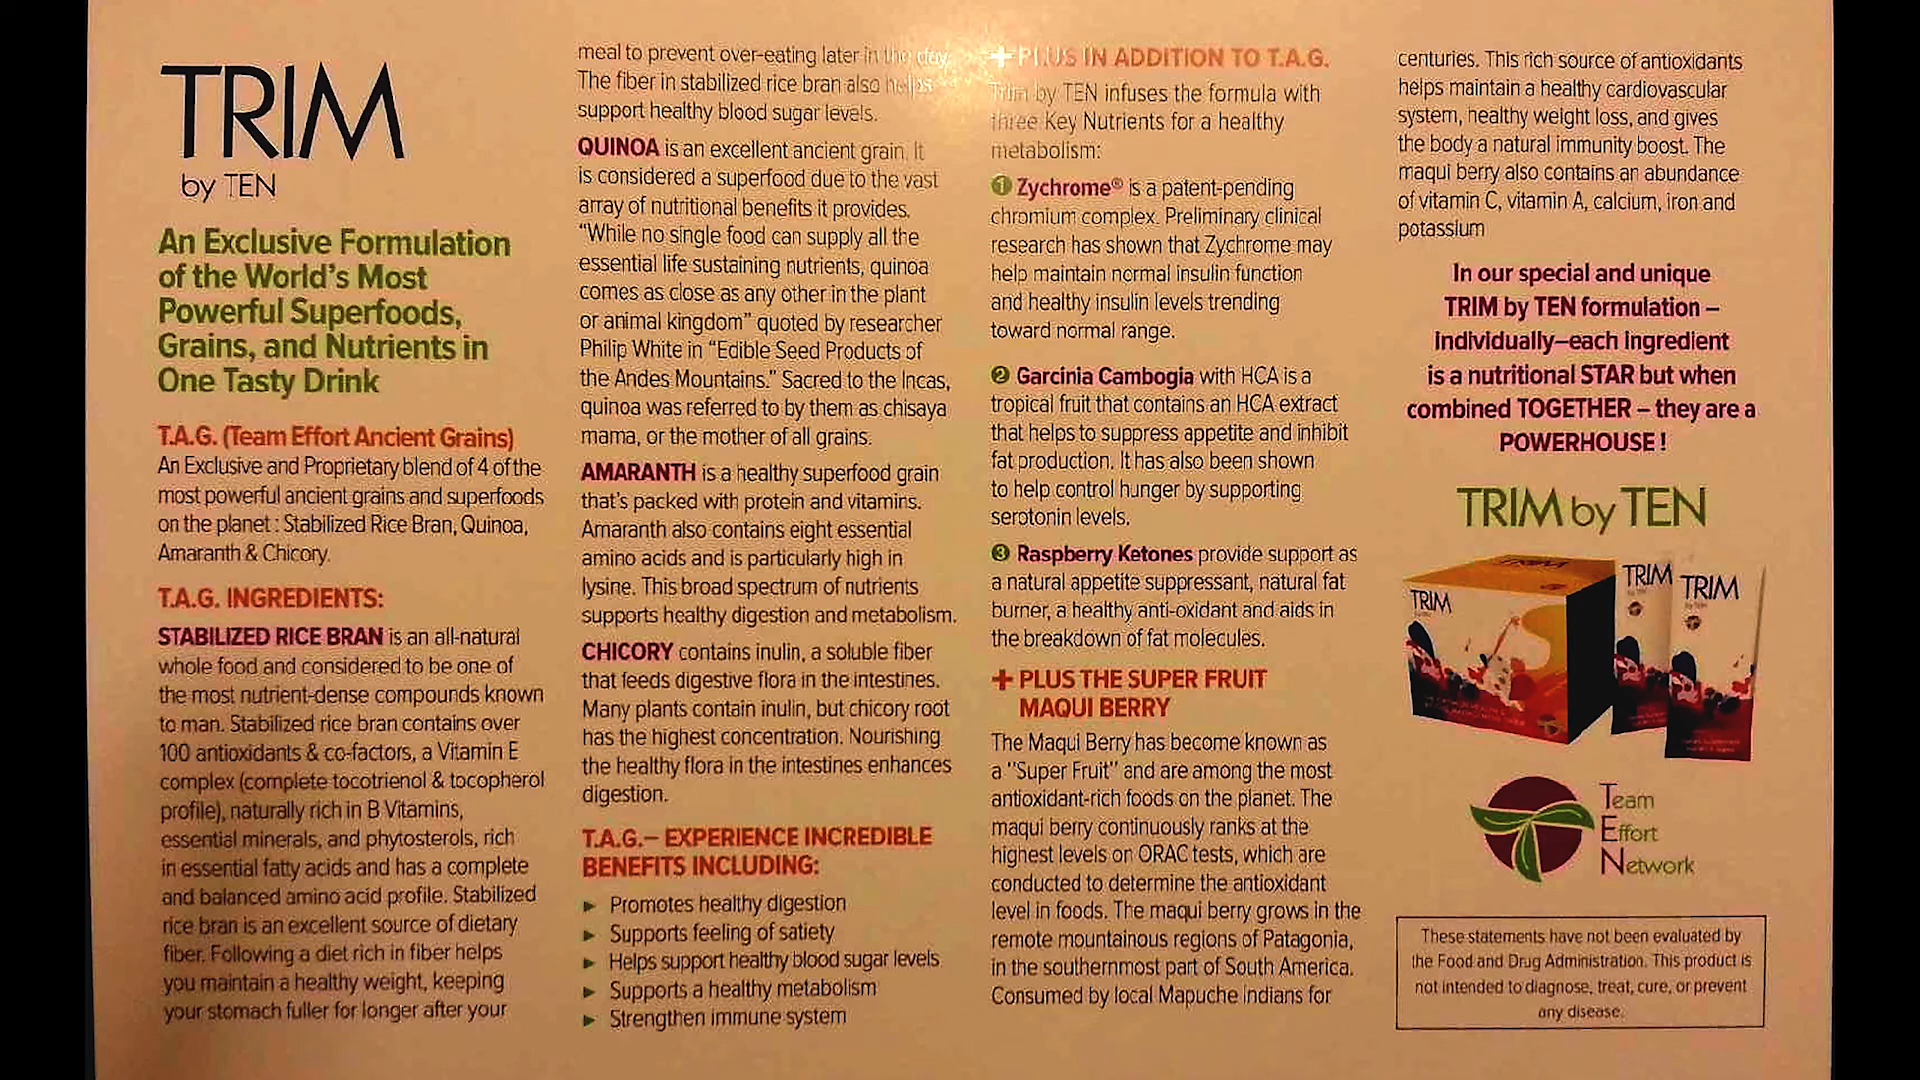 TRIM
by TEN
An Exclusive Formulation
of the World's Most
Powerful Superfoods,
Grains, and Nutrients in
One Tasty Drink
T.A.G. (Team Effort Ancient Grains)
An Exclusive and Proprietary blend of 4 of the
most powerful ancient grains and superfoods
on the planet : Stabilized Rice Bran, Quinoa,
Amaranth & Chicory.
T.A.G. INGREDIENTS:
STABILIZED RICE BRAN is an all-natural
whole food and considered to be one of
the most nutrient-dense compounds known
to man. Stabilized rice bran contains over
100 antioxidants & co-factors, a Vitamin E
complex (complete tocotrienol & tocopherol
profile), naturally rich in B Vitamins,
essential minerals, and phytosterols, rich
in essential fatty acids and has a complete
and balanced amino acid profile. Stabilized
rice bran is an excellent source of dietary
fiber. Following a diet rich in fiber helps
you maintain a healthy weight, keeping
your stomach fuller for longer after your
meal to prevent over-eating later in the day.
The fiber in stabilized rice bran also helps
support healthy blood sugar levels.
QUINOA is an excellent ancient grain. It
is considered a superfood due to the vast
array of nutritional benefits it provides.
"While no single food can supply all the
essential life sustaining nutrients, quinoa
comes as close as any other in the plant
or animal kingdom" quoted by researcher
Philip White in "Edible Seed Products of
the Andes Mountains." Sacred to the Incas,
quinoa was referred to by them as chisaya
mama, or the mother of all grains.
AMARANTH is a healthy superfood grain
that's packed with protein and vitamins.
Amaranth also contains eight essential
amino acids and is particularly high in
lysine. This broad spectrum of nutrients
supports healthy digestion and metabolism.
CHICORY contains inulin, a soluble fiber
that feeds digestive flora in the intestines.
Many plants contain inulin, but chicory root
has the highest concentration. Nourishing
the healthy flora in the intestines enhances
digestion.
T.A.G.– EXPERIENCE INCREDIBLE
BENEFITS INCLUDING:
► Promotes healthy digestion
► Supports feeling of satiety
► Helps support healthy blood sugar levels
► Supports a healthy metabolism
► Strengthen immune system
+ PLUS IN ADDITION TO T.A.G.
Trim by TEN infuses the formula with
three Key Nutrients for a healthy
metabolism:
1 Zychrome® is a patent-pending
chromium complex. Preliminary clinical
research has shown that Zychrome may
help maintain normal insulin function
and healthy insulin levels trending
toward normal range.
2 Garcinia Cambogia with HCA is a
tropical fruit that contains an HCA extract
that helps to suppress appetite and inhibit
fat production. It has also been shown
to help control hunger by supporting
serotonin levels.
3 Raspberry Ketones provide support as
a natural appetite suppressant, natural fat
burner, a healthy anti-oxidant and aids in
the breakdown of fat molecules.
+ PLUS THE SUPER FRUIT
MAQUI BERRY
The Maqui Berry has become known as
a "Super Fruit" and are among the most
antioxidant-rich foods on the planet. The
maqui berry continuously ranks at the
highest levels on ORAC tests, which are
conducted to determine the antioxidant
level in foods. The maqui berry grows in the
remote mountainous regions of Patagonia,
in the southernmost part of South America.
Consumed by local Mapuche Indians for
centuries. This rich source of antioxidants
helps maintain a healthy cardiovascular
system, healthy weight loss, and gives
the body a natural immunity boost. The
maqui berry also contains an abundance
of vitamin C, vitamin A, calcium, iron and
potassium
In our special and unique
TRIM by TEN formulation –
individually–each ingredient
is a nutritional STAR but when
combined TOGETHER – they are a
POWERHOUSE !
TRIM by TEN
TRIM
TRIM
TRIM
TRIM
Team
Effort
Network
These statements have not been evaluated by
the Food and Drug Administration. This product is
not intended to diagnose, treat, cure, or prevent
any disease.